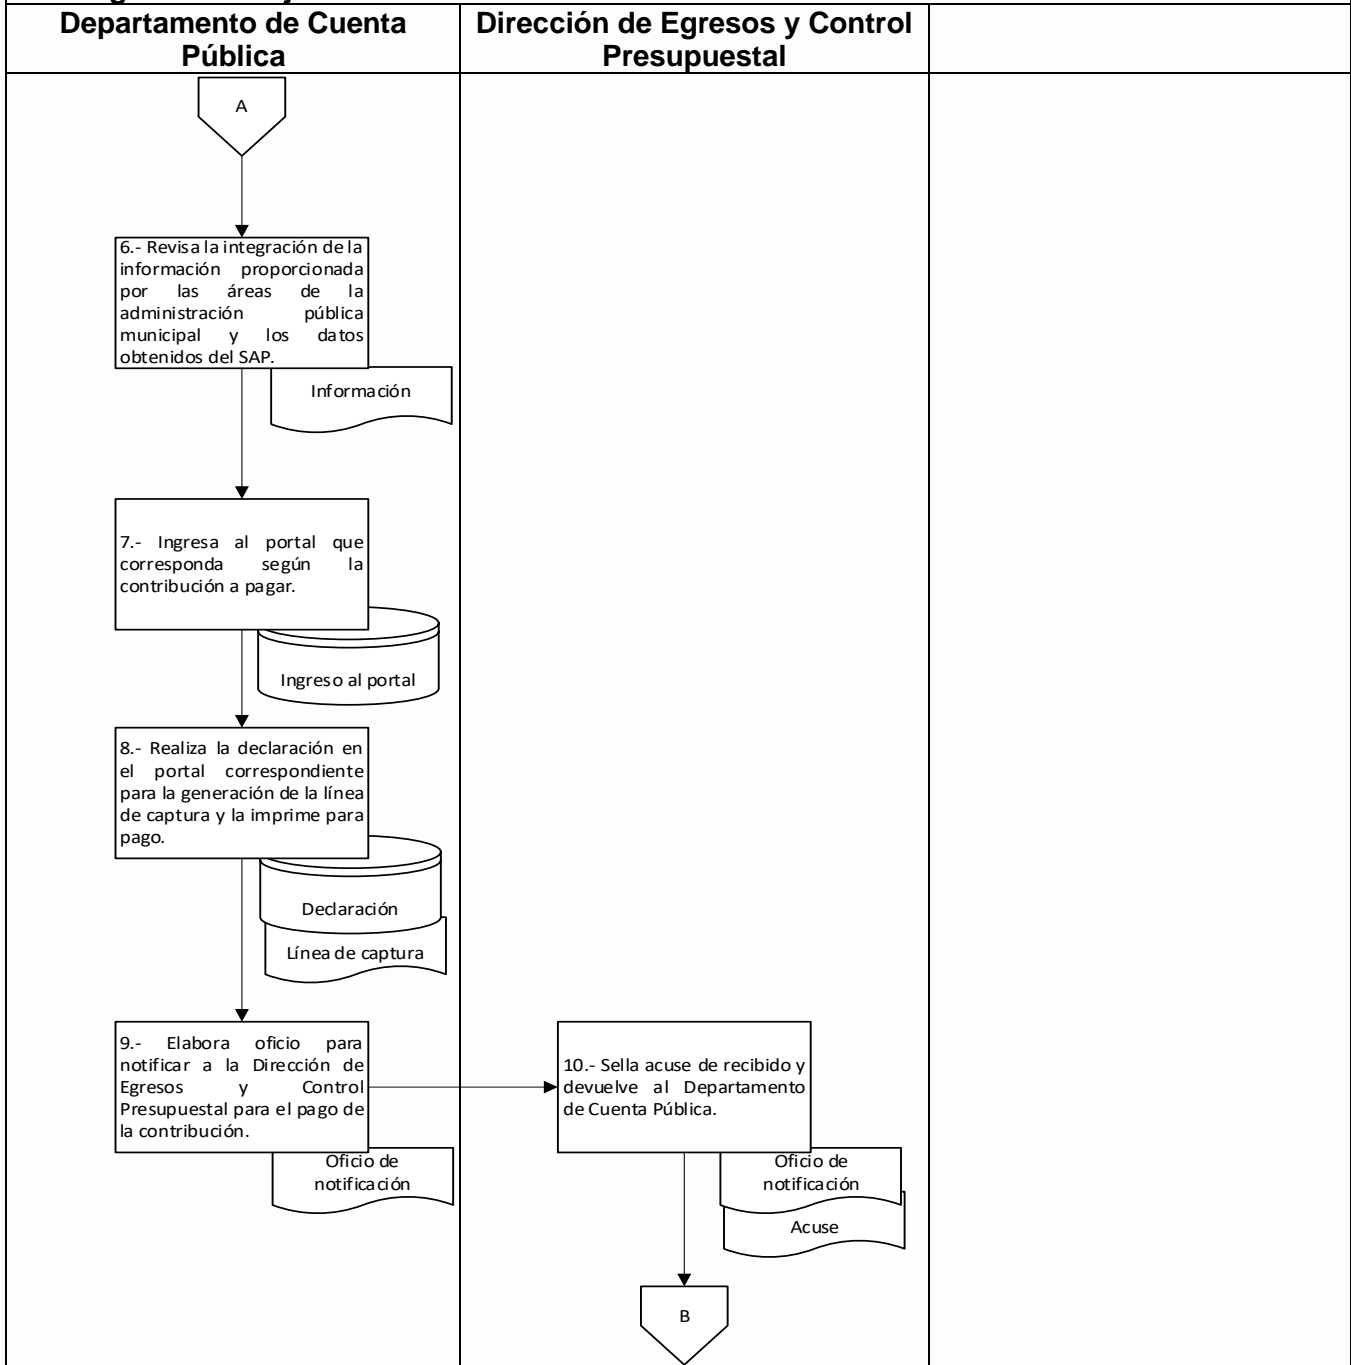 Departamento de Cuenta
Pública
Dirección de Egresos y Control
Presupuestal
A
6.- Revisa la integración de la
información proporcionada
por las áreas de la
administración pública
municipal y los datos
obtenidos del SAP.
Información
7.- Ingresa al portal que
corresponda según la
contribución a pagar.
Ingreso al portal
8.- Realiza la declaración en
el portal correspondiente
para la generación de la línea
de captura y la imprime para
pago.
Declaración
Línea de captura
9.- Elabora oficio para
notificar a la Dirección de
Egresos y Control
Presupuestal para el pago de
la contribución.
Oficio de
notificación
10.- Sella acuse de recibido y
devuelve al Departamento
de Cuenta Pública.
Oficio de
notificación
Acuse
B